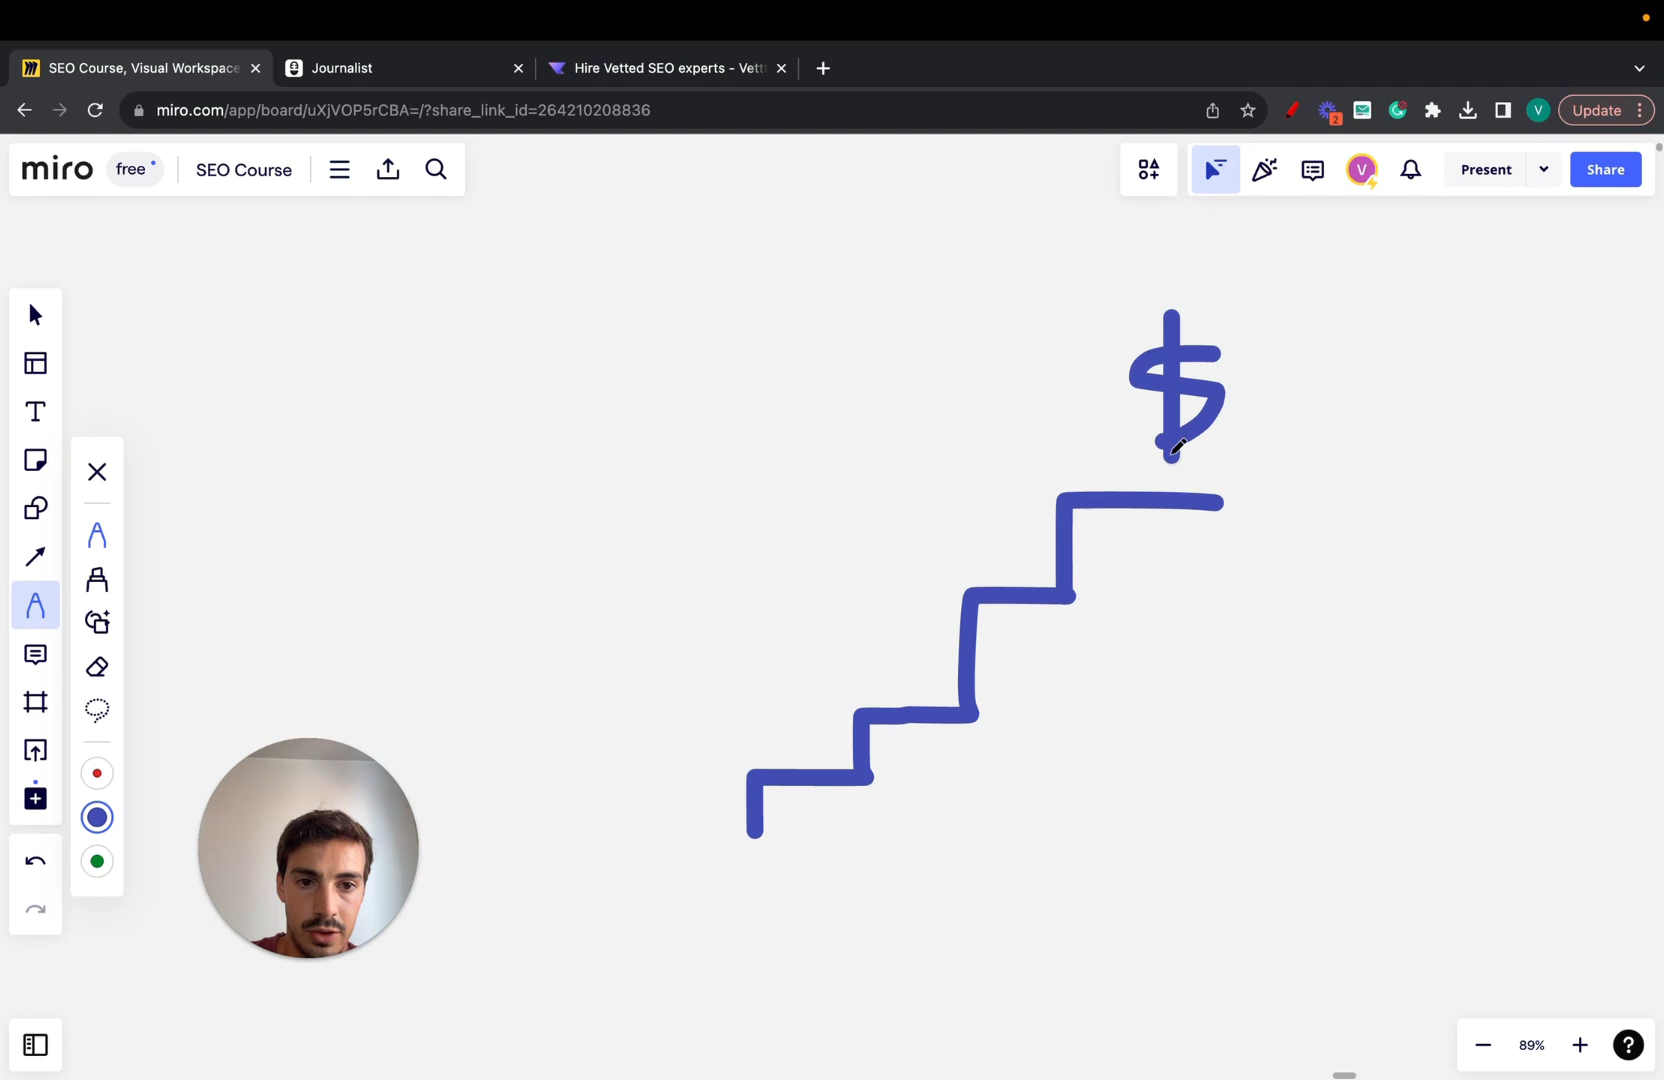 SEO Course, Visual Workspace
Journalist
Hire Vetted SEO experts - Vett
miro.com/app/board/uXjVOP5rCBA=/?share_link_id=264210208836
2
V
Update
miro
free
SEO Course
V
Present
Share
T
$
89%
?